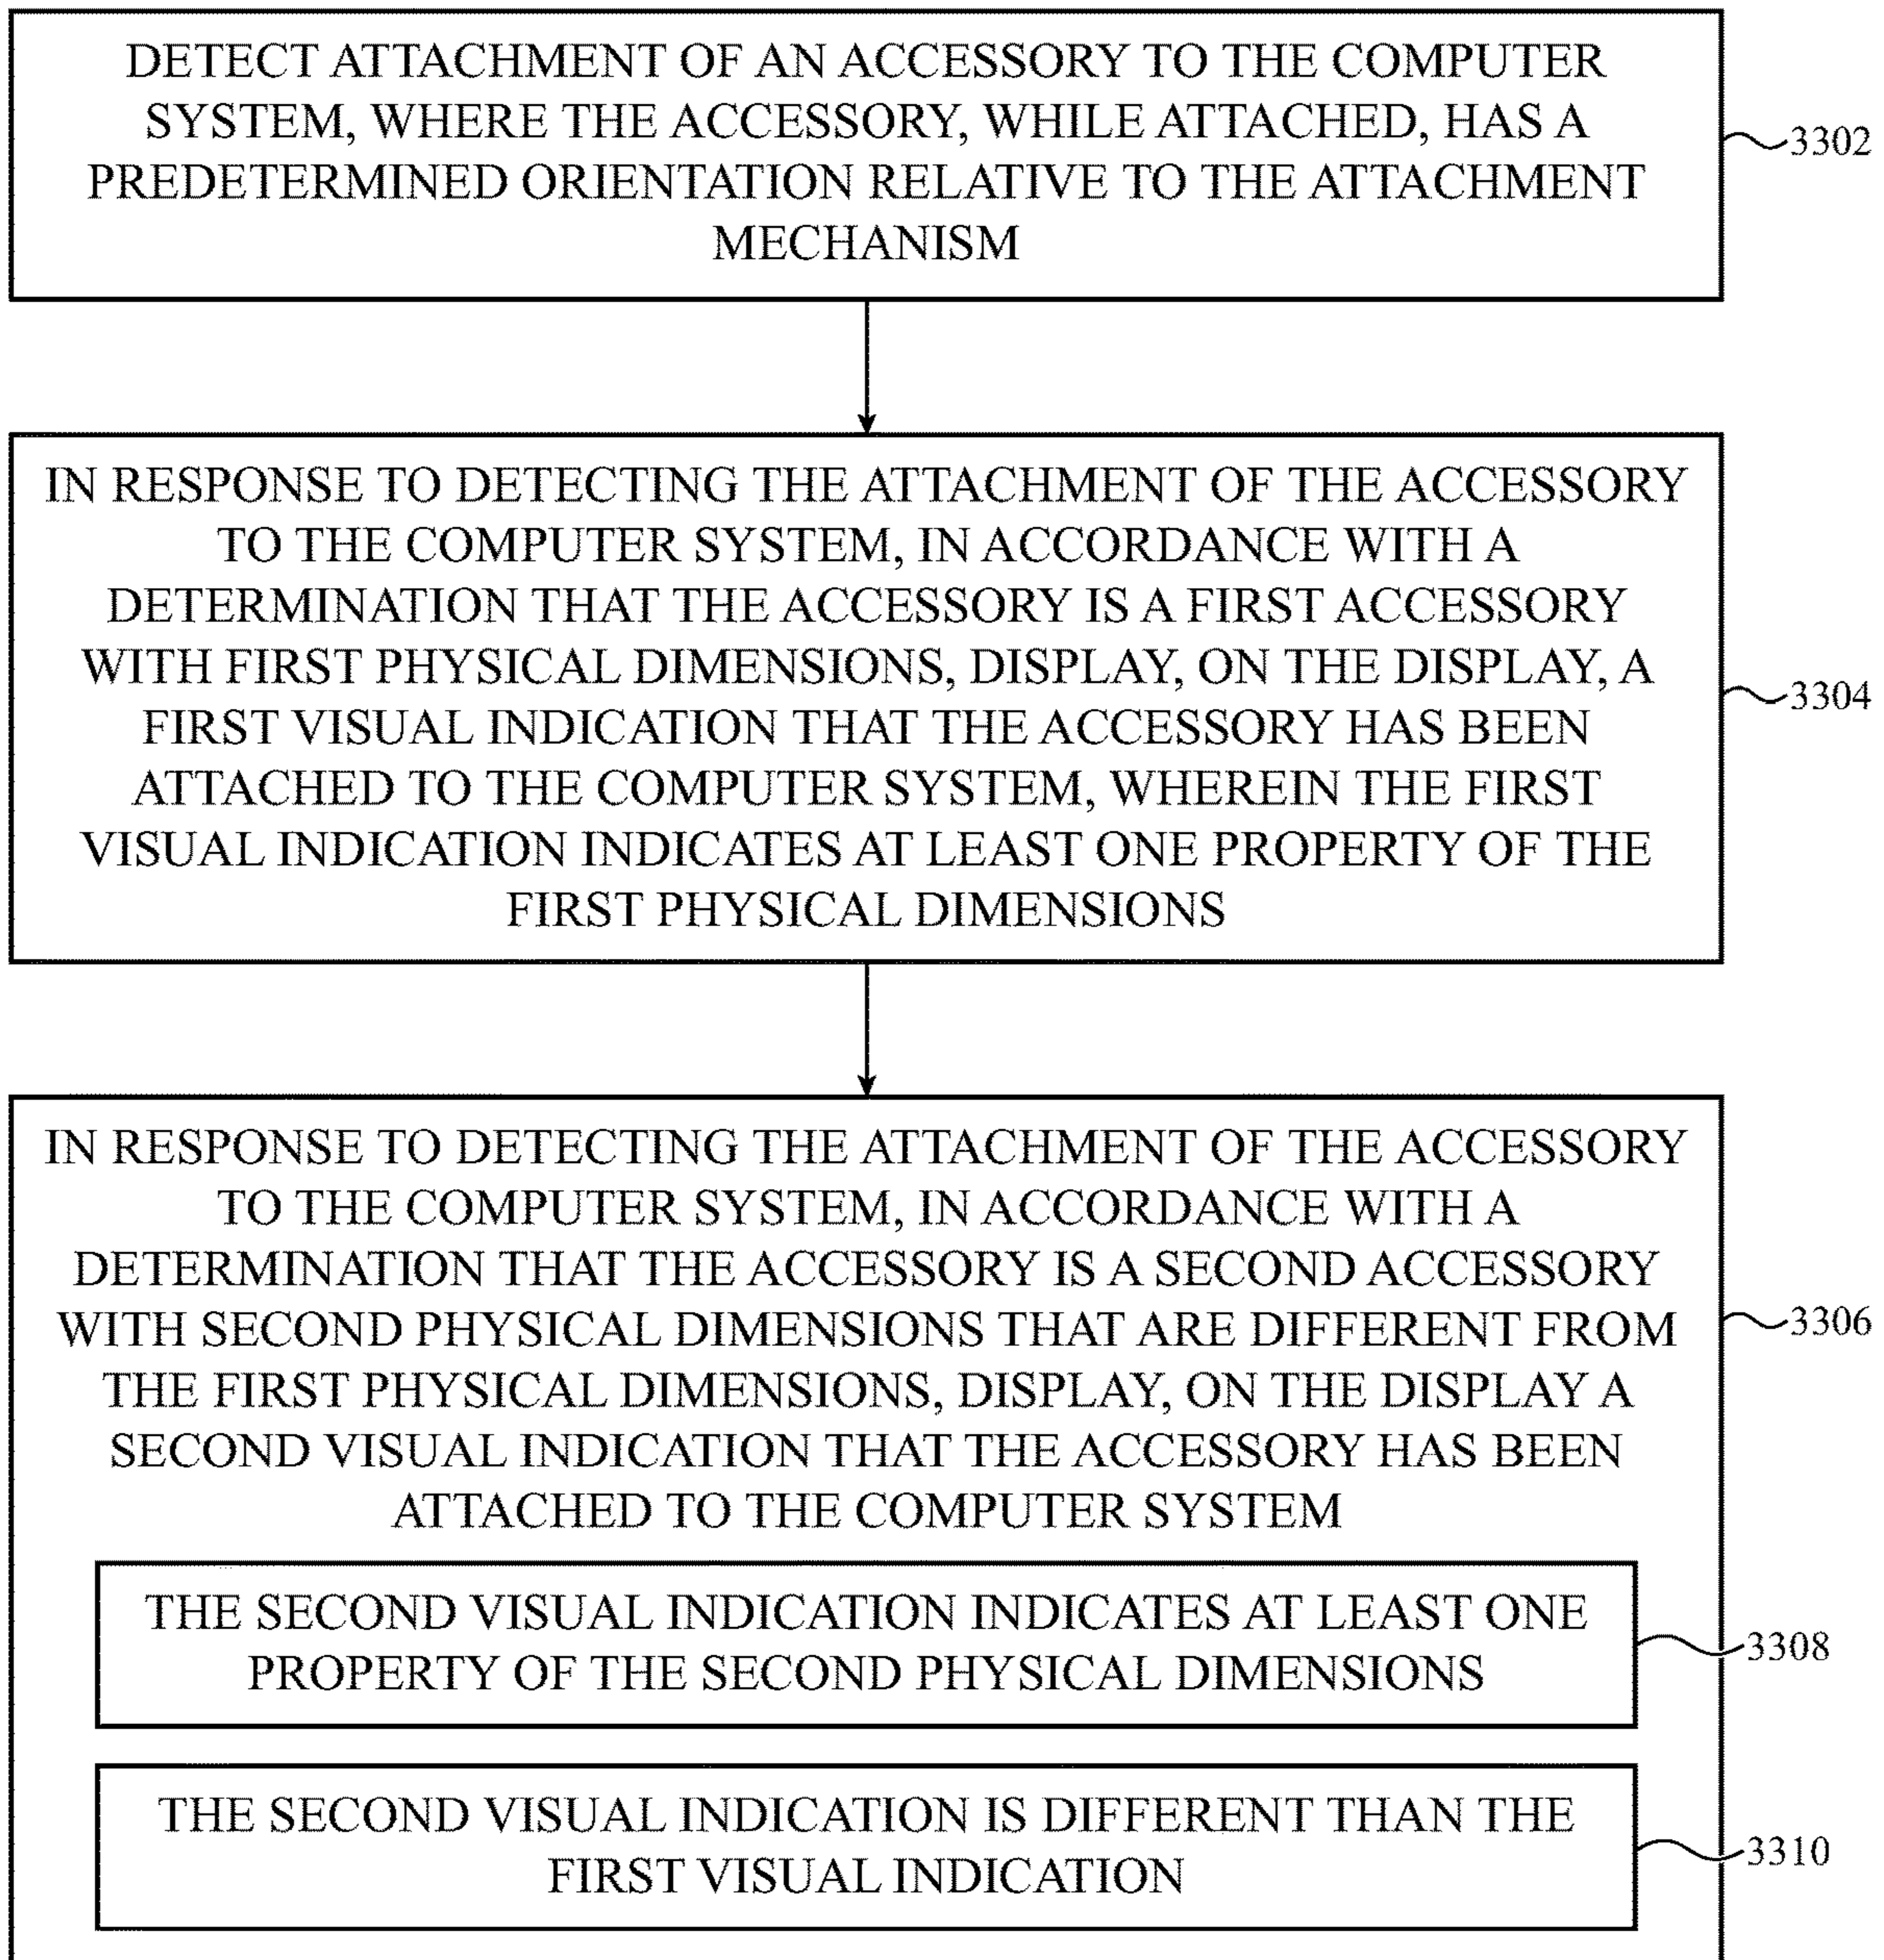 DETECT ATTACHMENT OF AN ACCESSORY TO THE COMPUTER
SYSTEM, WHERE THE ACCESSORY, WHILE ATTACHED, HAS A
PREDETERMINED ORIENTATION RELATIVE TO THE ATTACHMENT
MECHANISM
3302
IN RESPONSE TO DETECTING THE ATTACHMENT OF THE ACCESSORY
TO THE COMPUTER SYSTEM, IN ACCORDANCE WITH A
DETERMINATION THAT THE ACCESSORY IS A FIRST ACCESSORY
WITH FIRST PHYSICAL DIMENSIONS, DISPLAY, ON THE DISPLAY, A
FIRST VISUAL INDICATION THAT THE ACCESSORY HAS BEEN
ATTACHED TO THE COMPUTER SYSTEM, WHEREIN THE FIRST
VISUAL INDICATION INDICATES AT LEAST ONE PROPERTY OF THE
FIRST PHYSICAL DIMENSIONS
3304
IN RESPONSE TO DETECTING THE ATTACHMENT OF THE ACCESSORY
TO THE COMPUTER SYSTEM, IN ACCORDANCE WITH A
DETERMINATION THAT THE ACCESSORY IS A SECOND ACCESSORY
WITH SECOND PHYSICAL DIMENSIONS THAT ARE DIFFERENT FROM
THE FIRST PHYSICAL DIMENSIONS, DISPLAY, ON THE DISPLAY A
SECOND VISUAL INDICATION THAT THE ACCESSORY HAS BEEN
ATTACHED TO THE COMPUTER SYSTEM
3306
THE SECOND VISUAL INDICATION INDICATES AT LEAST ONE
PROPERTY OF THE SECOND PHYSICAL DIMENSIONS
3308
THE SECOND VISUAL INDICATION IS DIFFERENT THAN THE
FIRST VISUAL INDICATION
3310